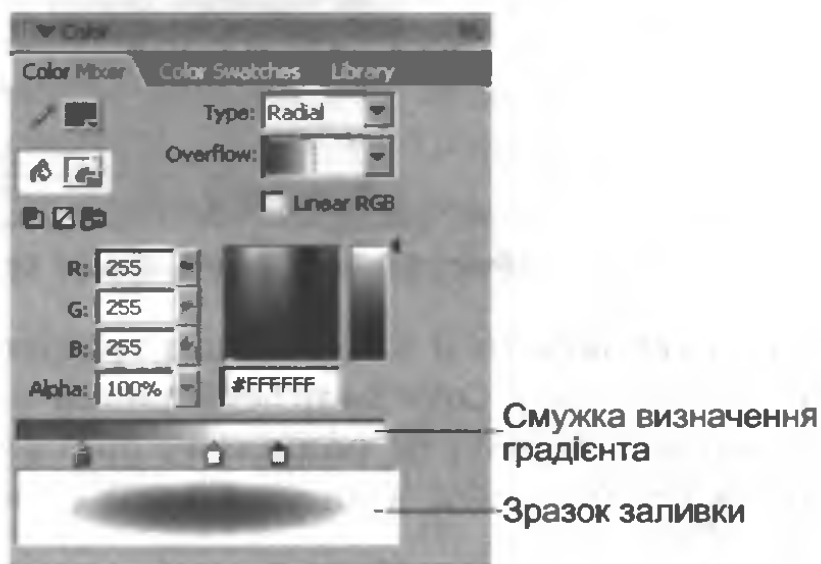 Color
Color Mixer Color Swatches Library
Type: Radial
Overflow:
Linear RGB
R: 255
G: 255
B: 255
Alpha: 100% #FFFFFF
Смужка визначення
градієнта
Зразок заливки